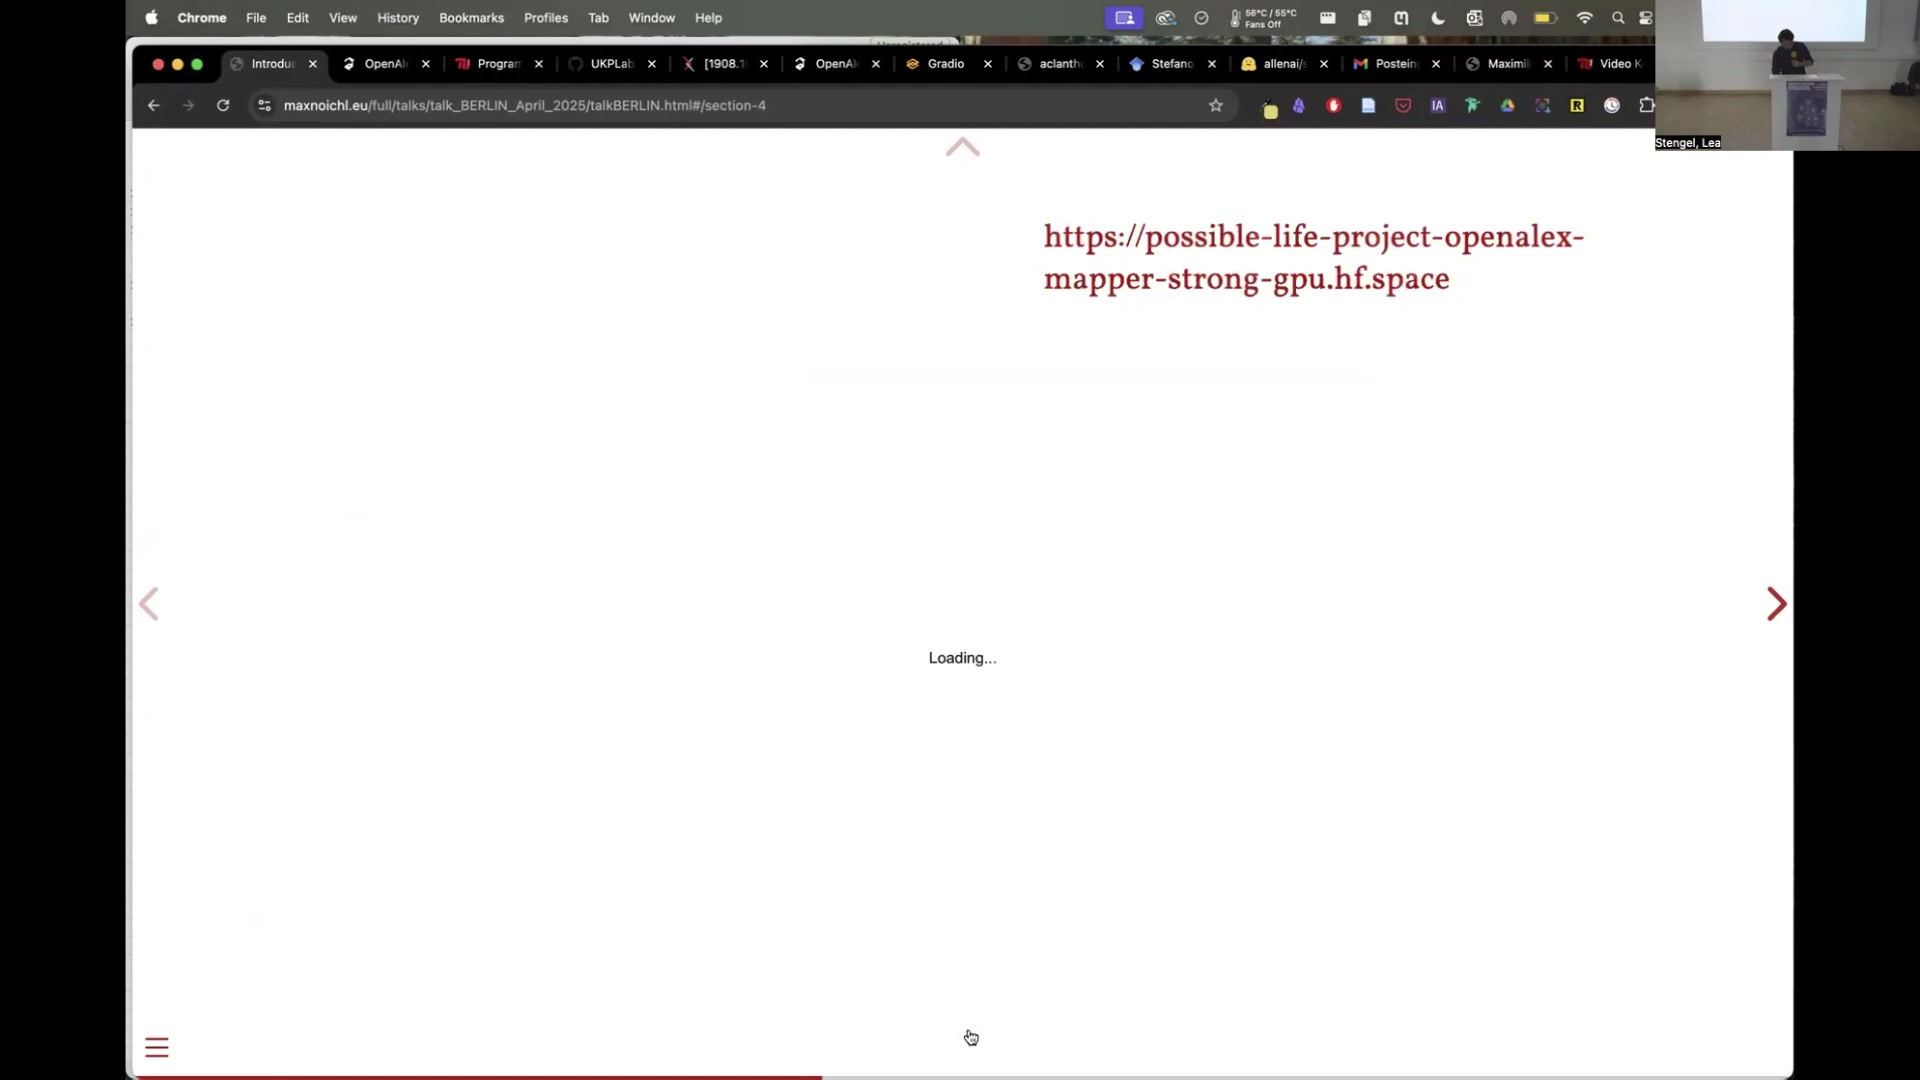 Chrome File Edit View History Bookmarks Profiles Tab Window Help
56°C / 55°C
Fans Off
Introduc
OpenAl
Program
UKPLab
[1908.1
OpenAl
Gradio
aclanth
Stefano
allenai/s
Postein
Maximil
Video K
maxnoichl.eu/full/talks/talk_BERLIN_April_2025/talkBERLIN.html#/section-4
IA
R
Stengel, Lea
https://possible-life-project-openalex-
mapper-strong-gpu.hf.space
Loading...